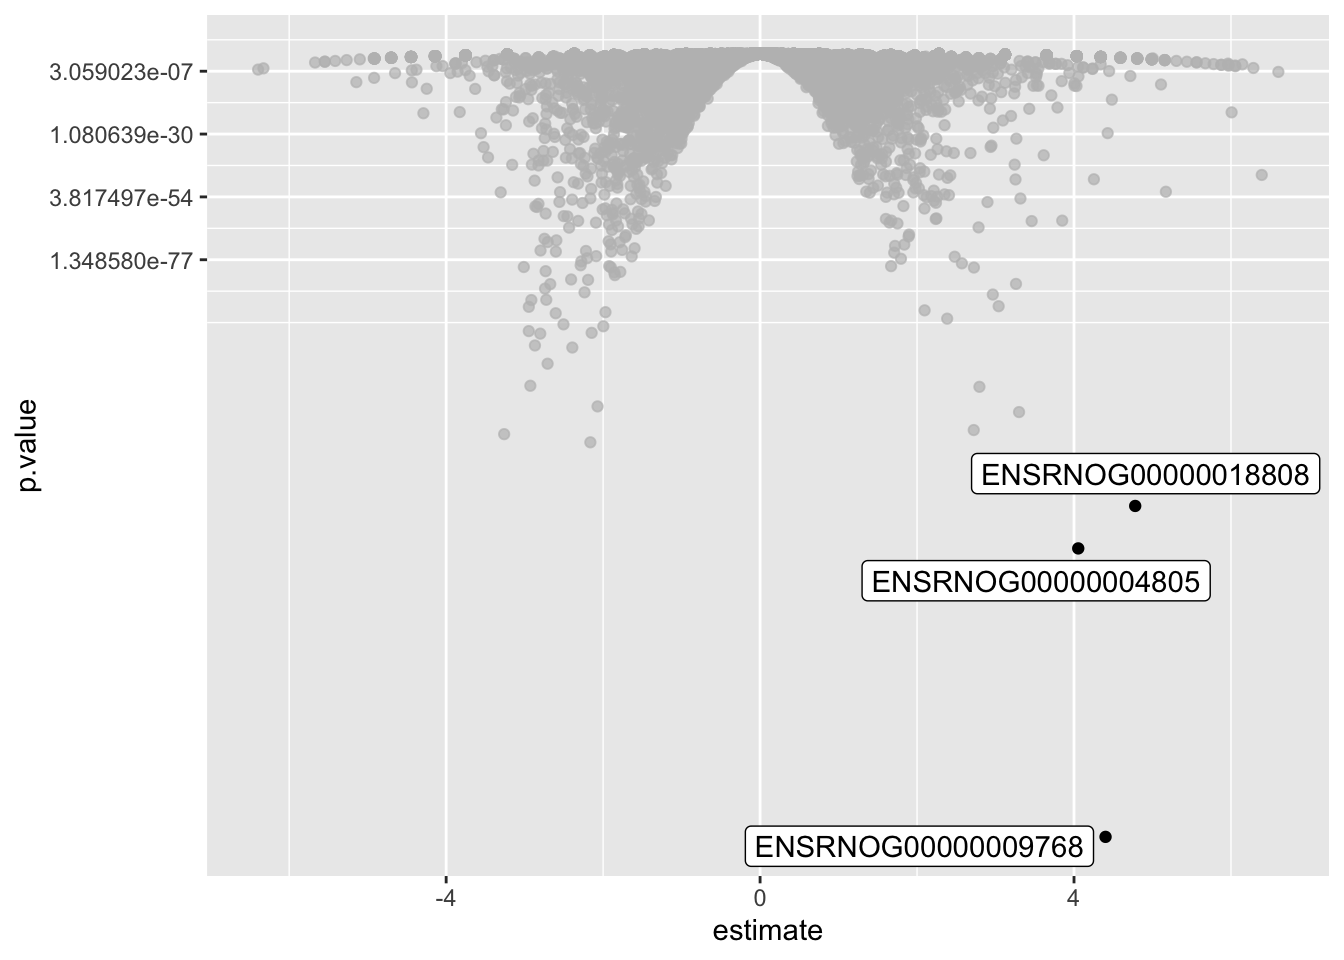 3.059023e-07
1.080639e-30
3.817497e-54
1.348580e-77
p.value
ENSRNOG00000018808
ENSRNOG00000004805
ENSRNOG00000009768
-4
0
4
estimate